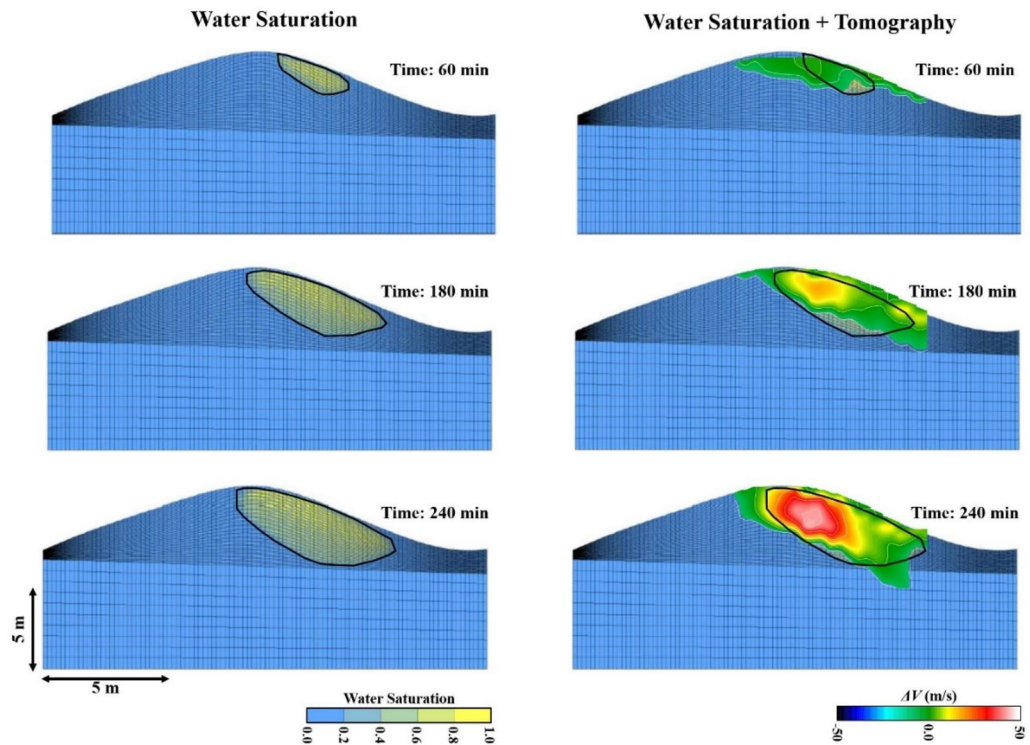 Water Saturation
Water Saturation + Tomography
Time: 60 min
Time: 60 min
Time: 180 min
Time: 180 min
Time: 240 min
Time: 240 min
5 m
5 m
Water Saturation
0.0 0.2 0.4 0.6 0.8 1.0
ΔV (m/s)
-50 0.0 50